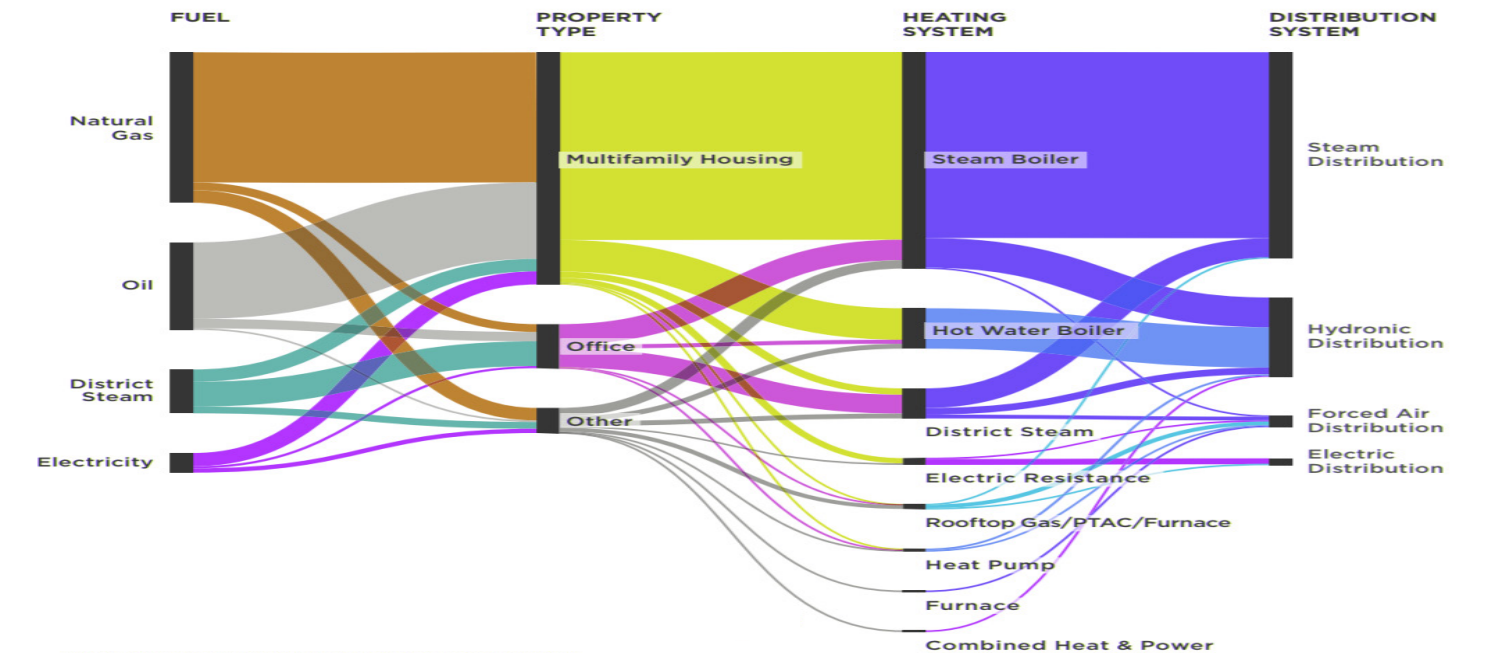 FUEL
PROPERTY
TYPE
HEATING
SYSTEM
DISTRIBUTION
SYSTEM
Natural
Gas
Oil
District
Steam
Electricity
Multifamily Housing
Office
Other
Steam Boiler
Hot Water Boiler
District Steam
Electric Resistance
Rooftop Gas/PTAC/Furnace
Heat Pump
Furnace
Combined Heat & Power
Steam
Distribution
Hydronic
Distribution
Forced Air
Distribution
Electric
Distribution